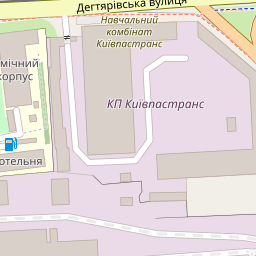 Дегтярівська вулиця
Навчальний
комбінат
Київпастранс
мічний
корпус
КП Київпастранс
отельня